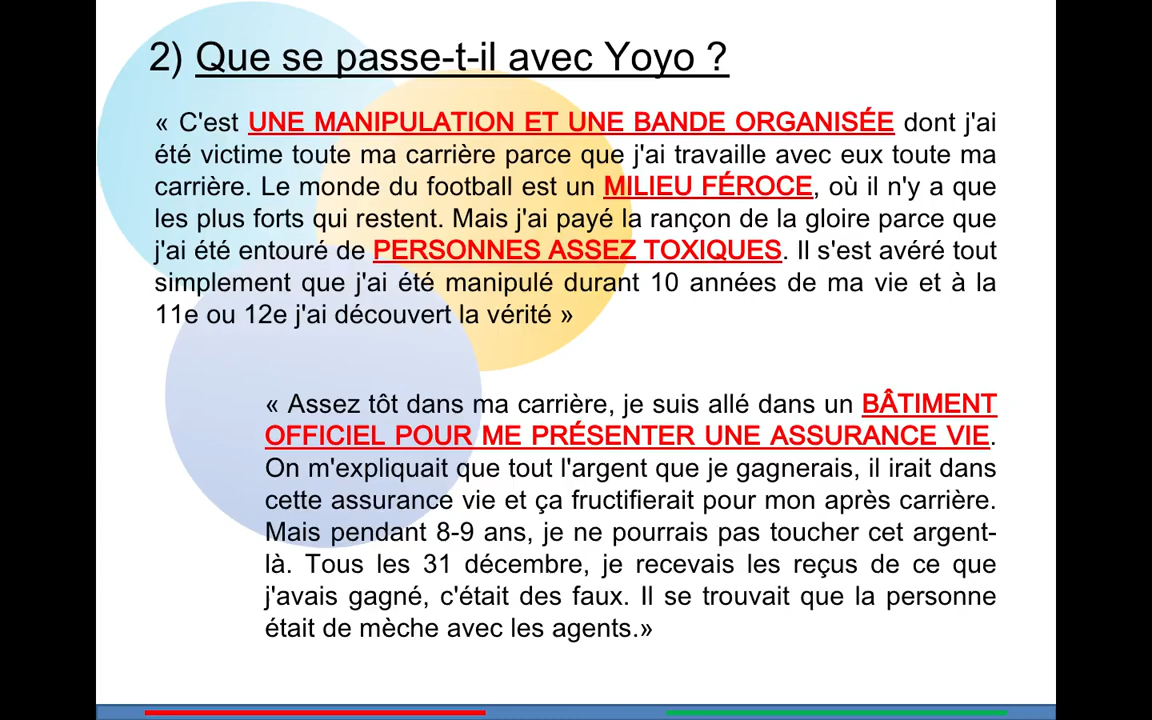 2) Que se passe-t-il avec Yoyo ?
« C'est UNE MANIPULATION ET UNE BANDE ORGANISÉE dont j'ai
été victime toute ma carrière parce que j'ai travaille avec eux toute ma
carrière. Le monde du football est un MILIEU FÉROCE, où il n'y a que
les plus forts qui restent. Mais j'ai payé la rançon de la gloire parce que
j'ai été entouré de PERSONNES ASSEZ TOXIQUES. Il s'est avéré tout
simplement que j'ai été manipulé durant 10 années de ma vie et à la
11e ou 12e j'ai découvert la vérité »
« Assez tôt dans ma carrière, je suis allé dans un BÂTIMENT
OFFICIEL POUR ME PRÉSENTER UNE ASSURANCE VIE.
On m'expliquait que tout l'argent que je gagnerais, il irait dans
cette assurance vie et ça fructifierait pour mon après carrière.
Mais pendant 8-9 ans, je ne pourrais pas toucher cet argent-
là. Tous les 31 décembre, je recevais les reçus de ce que
j'avais gagné, c'était des faux. Il se trouvait que la personne
était de mèche avec les agents.»